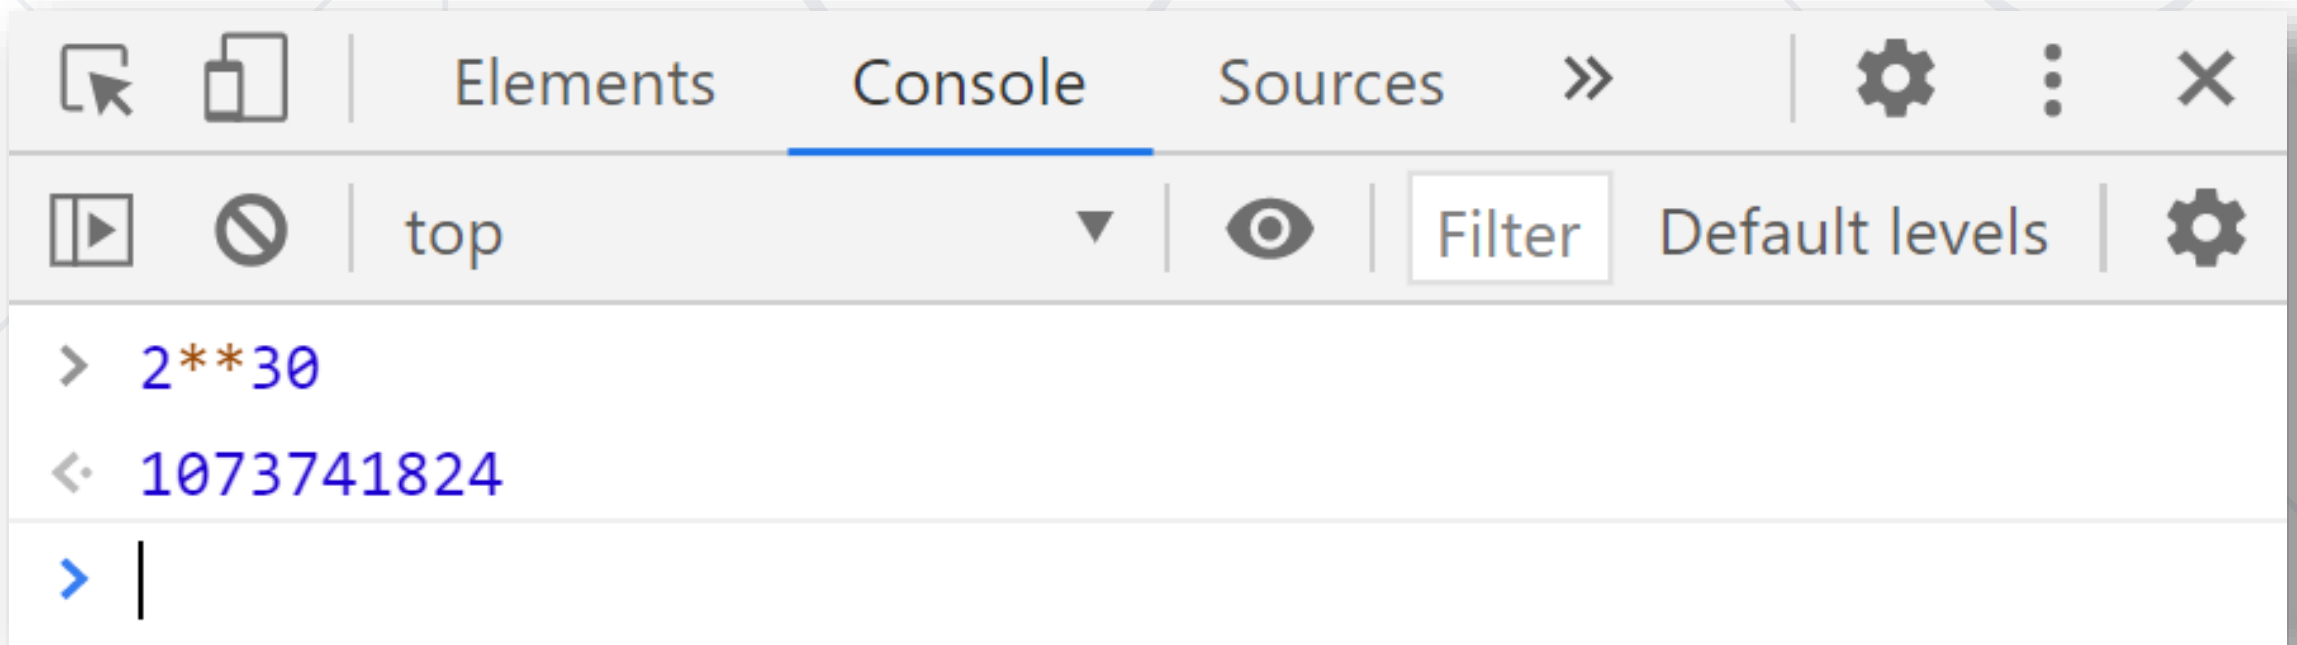 Elements Console Sources
top Filter Default levels
> 2**30
1073741824
>